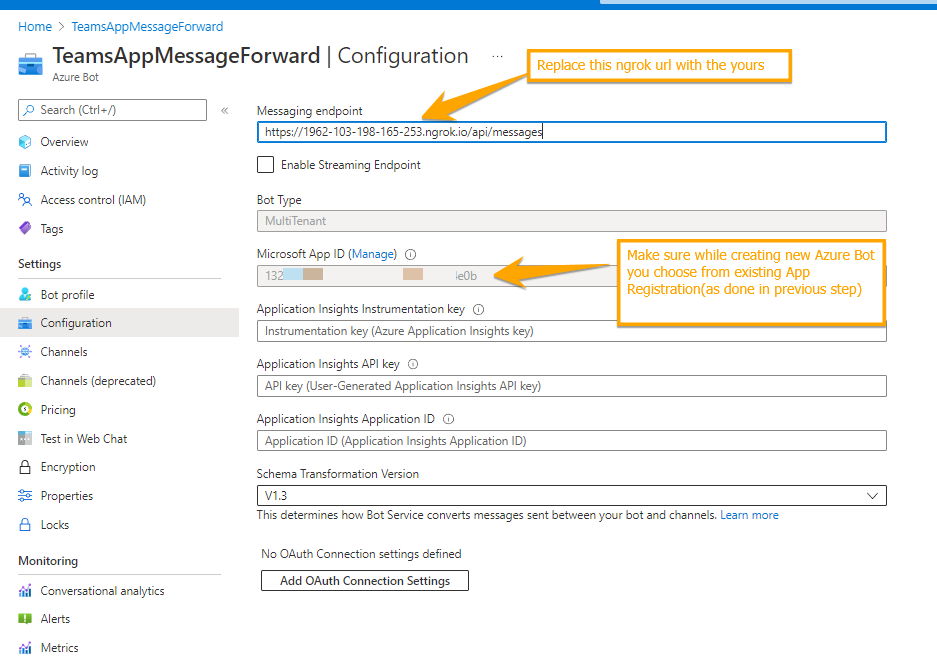 Home > TeamsAppMessageForward
TeamsAppMessageForward | Configuration ...
Azure Bot
Replace this ngrok url with the yours
Search (Ctrl+/) «
Overview
Activity log
Access control (IAM)
Tags
Settings
Bot profile
Configuration
Channels
Channels (deprecated)
Pricing
Test in Web Chat
Encryption
Properties
Locks
Monitoring
Conversational analytics
Alerts
Metrics
Messaging endpoint
https://1962-103-198-165-253.ngrok.io/api/messages
Enable Streaming Endpoint
Bot Type
MultiTenant
Microsoft App ID (Manage)
132 e0b
Make sure while creating new Azure Bot
you choose from existing App
Registration(as done in previous step)
Application Insights Instrumentation key
Instrumentation key (Azure Application Insights key)
Application Insights API key
API key (User-Generated Application Insights API key)
Application Insights Application ID
Application ID (Application Insights Application ID)
Schema Transformation Version
V1.3
This determines how Bot Service converts messages sent between your bot and channels. Learn more
No OAuth Connection settings defined
Add OAuth Connection Settings